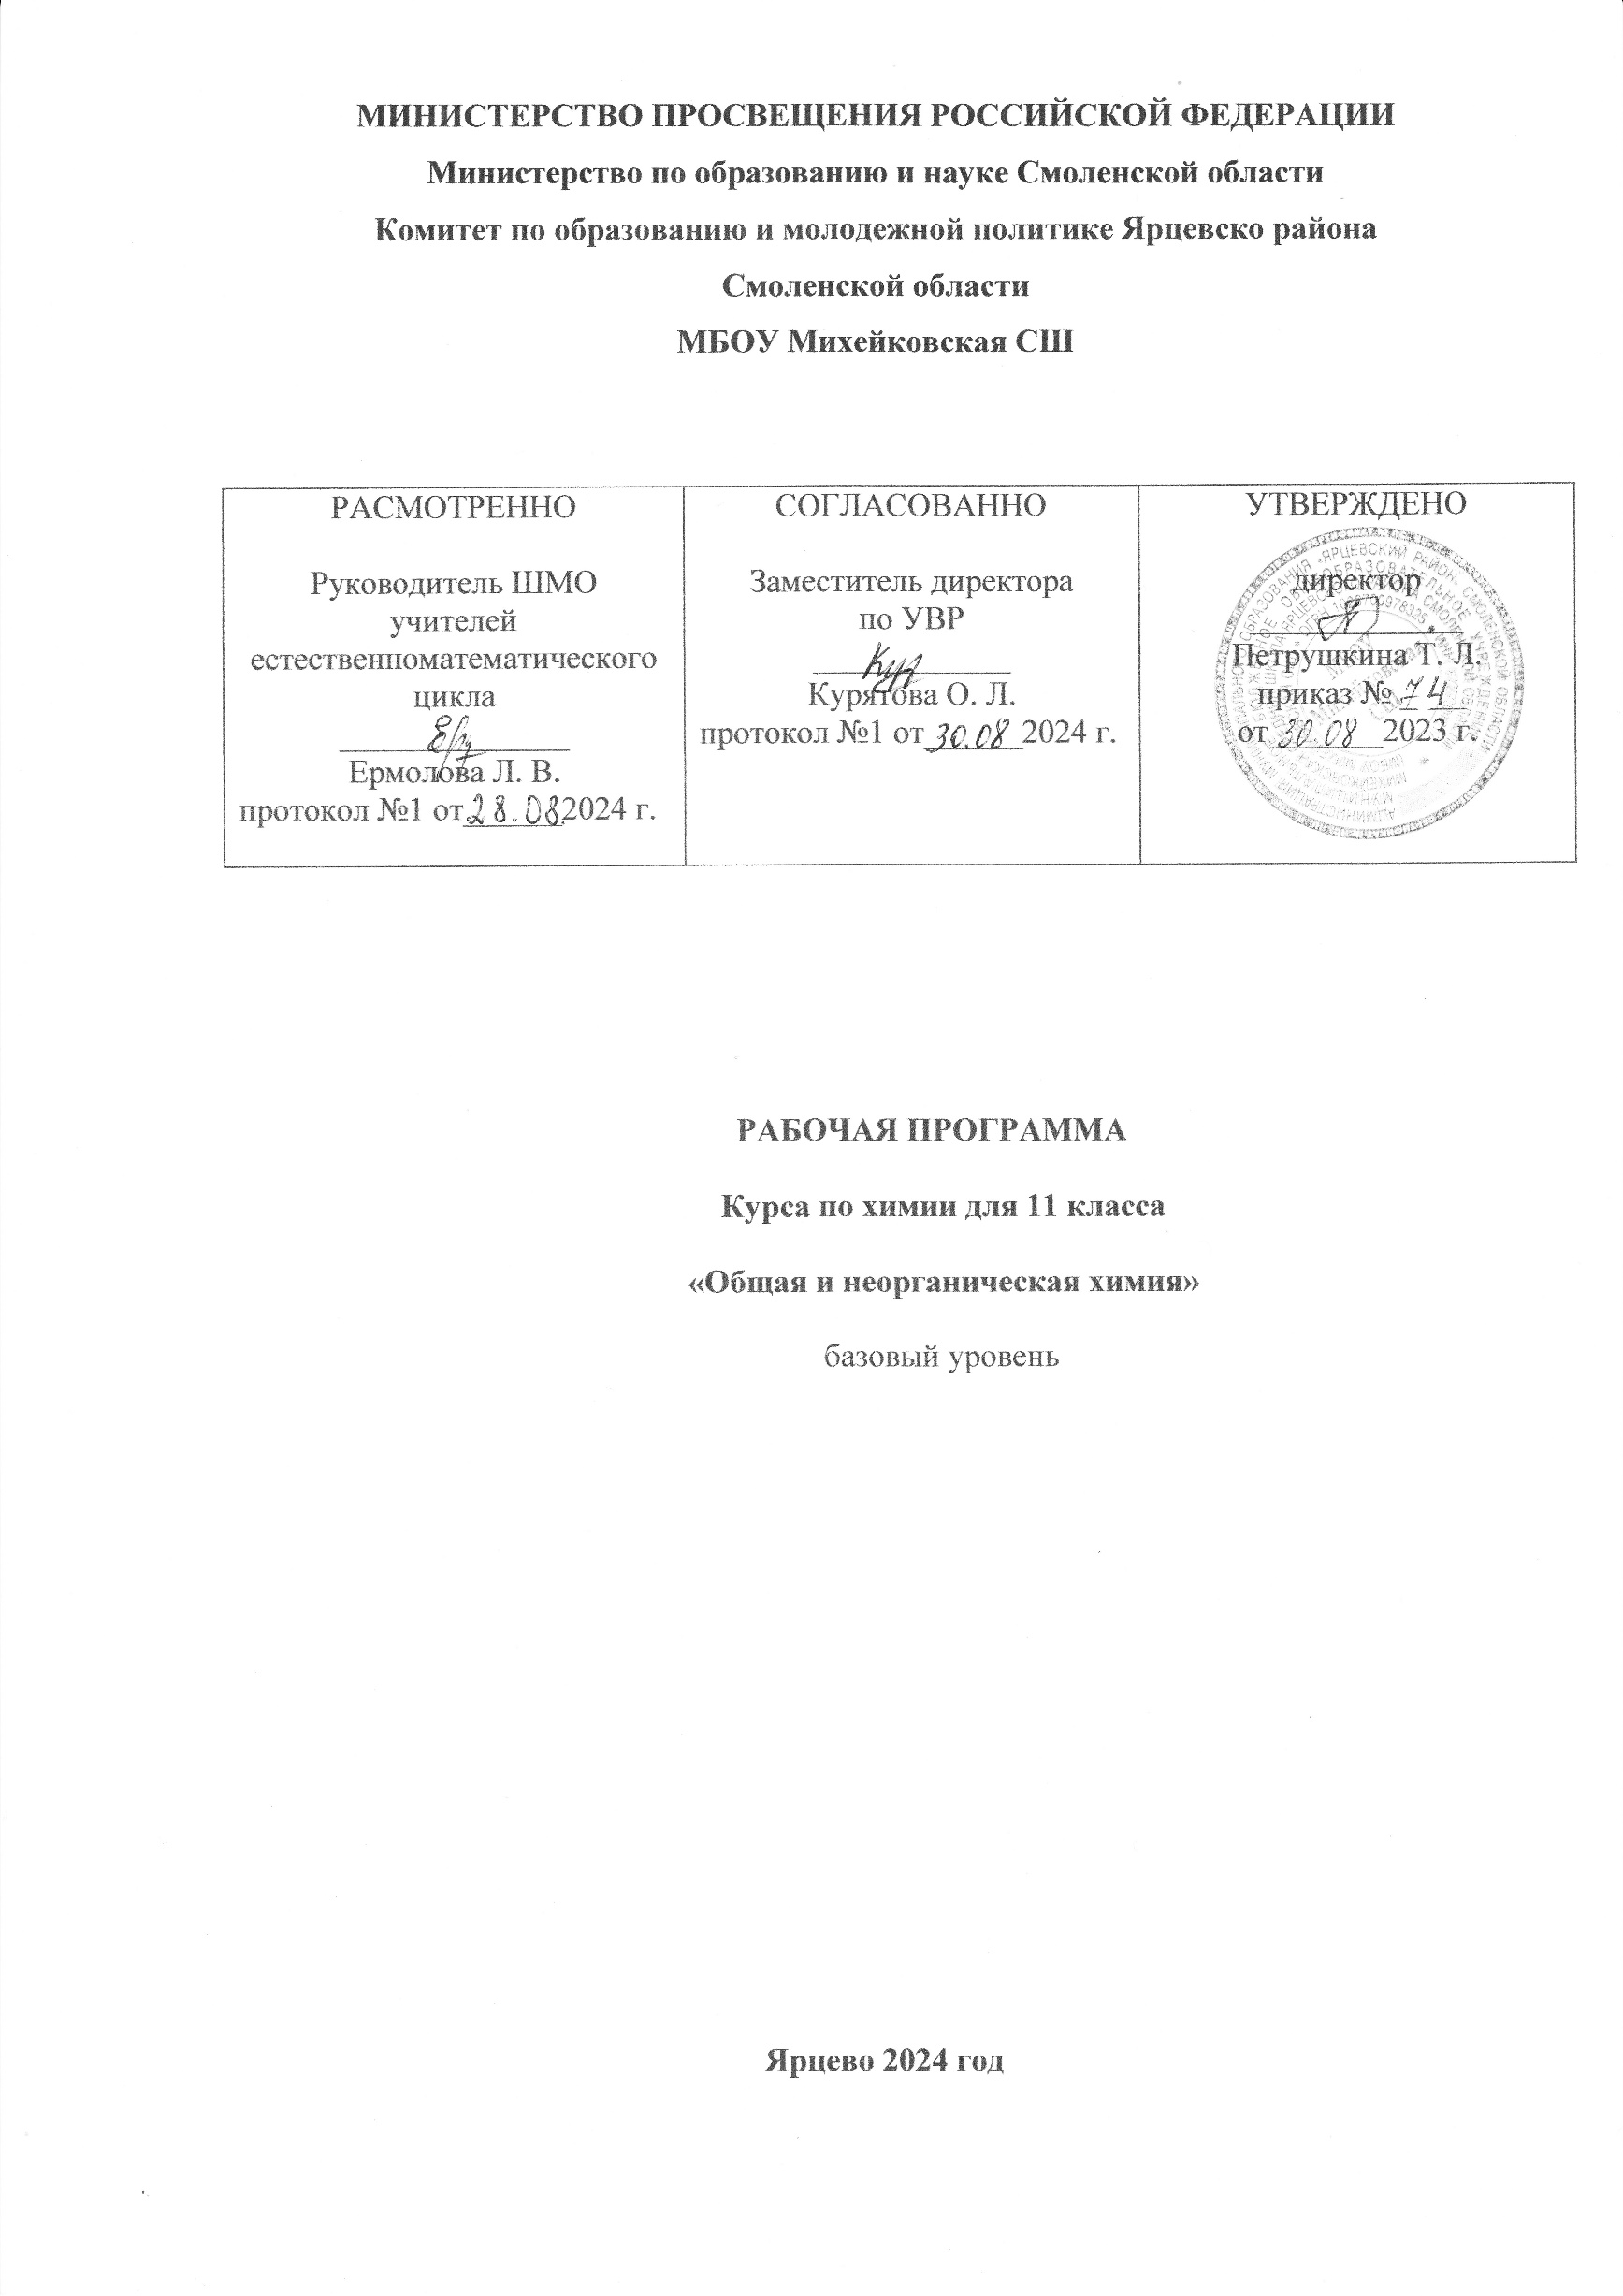 МИНИСТЕРСТВО ПРОСВЕЩЕНИЯ РОССИЙСКОЙ ФЕДЕРАЦИИ
Министерство по образованию и науке Смоленской области
Комитет по образованию и молодежной политике Ярцевско района
Смоленской области
МБОУ Михейковская СШ
РАСМОТРЕННО
Руководитель ШМО
учителей
естественноматематического
цикла
Ермолова Л. В.
протокол №1 от 28.08 2024 г.
СОГЛАСОВАННО
Заместитель директора
по УВР
Курятова О. Л.
протокол №1 от 30.08 2024 г.
УТВЕРЖДЕНО
директор
Петрушкина Т. Л.
приказ № 74
от 30.08 2023 г.
РАБОЧАЯ ПРОГРАММА
Курса по химии для 11 класса
«Общая и неорганическая химия»
базовый уровень
Ярцево 2024 год